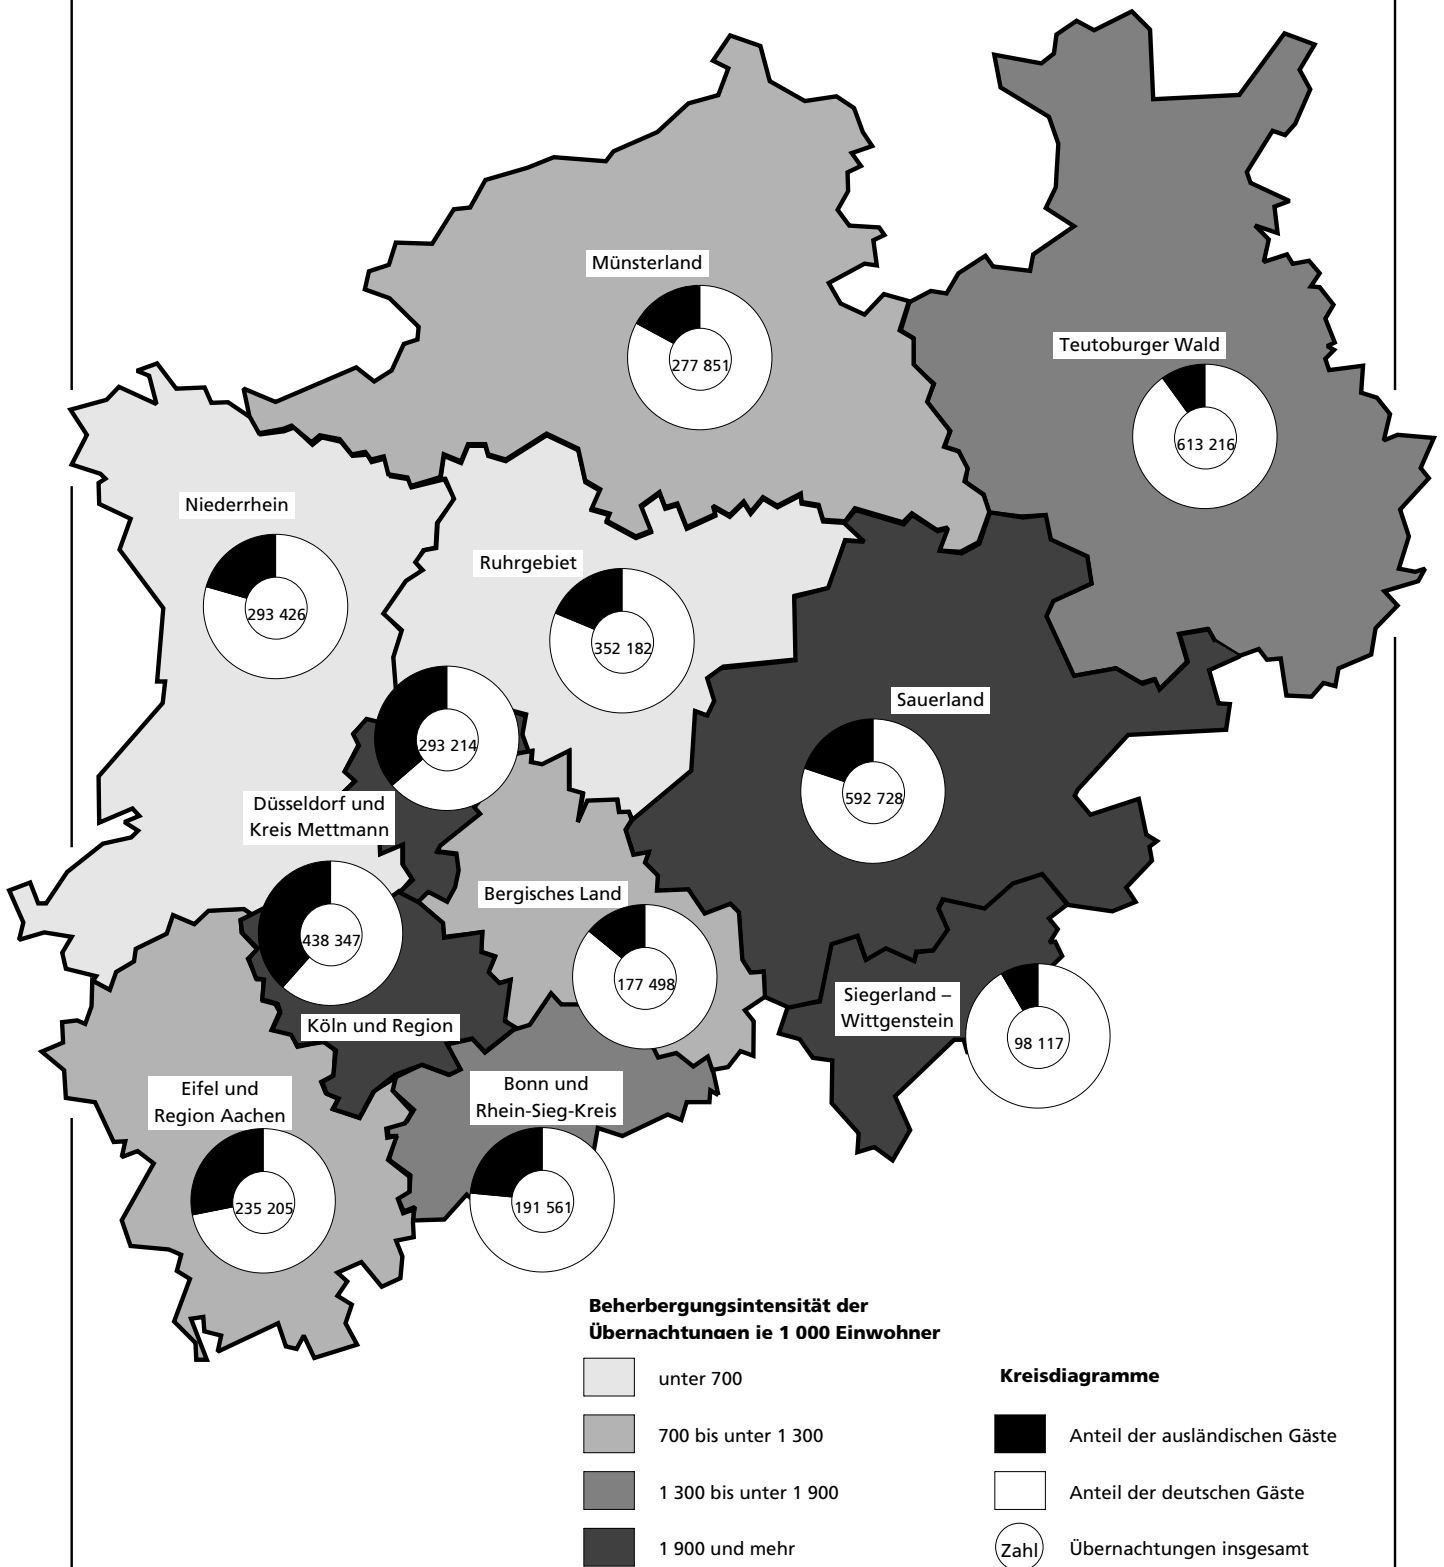 Münsterland
277 851
Teutoburger Wald
613 216
Niederrhein
293 426
Ruhrgebiet
352 182
293 214
Düsseldorf und
Kreis Mettmann
Sauerland
592 728
438 347
Köln und Region
Bergisches Land
177 498
Siegerland –
Wittgenstein
98 117
Eifel und
Region Aachen
235 205
Bonn und
Rhein-Sieg-Kreis
191 561
Beherbergungsintensität der
Übernachtungen je 1 000 Einwohner
unter 700
700 bis unter 1 300
1 300 bis unter 1 900
1 900 und mehr
Kreisdiagramme
Anteil der ausländischen Gäste
Anteil der deutschen Gäste
Zahl
Übernachtungen insgesamt